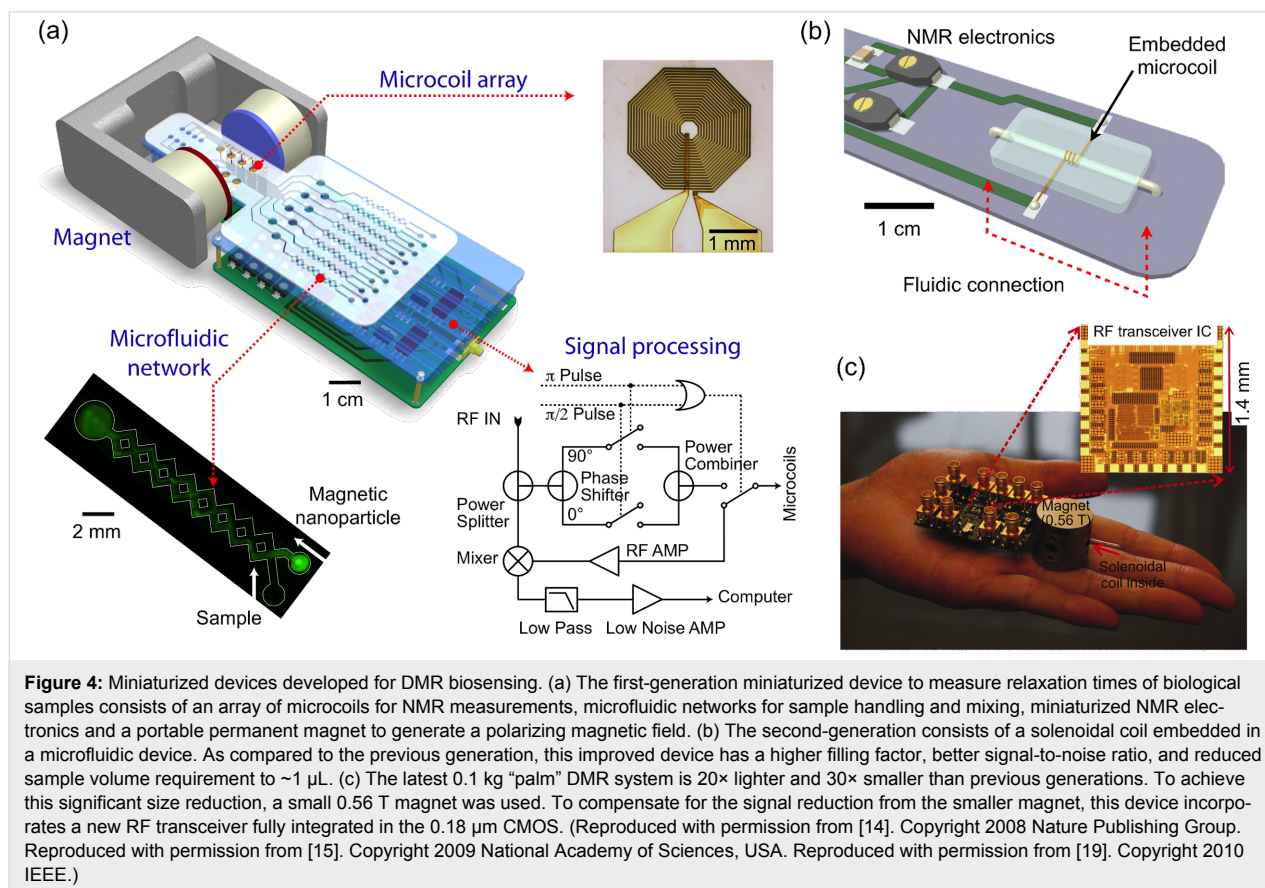 (a)
Microcoil array
1 mm
Magnet
Microfluidic
network
1 cm
Signal processing
2 mm
Magnetic
nanoparticle
Sample
π Pulse
π/2 Pulse
RF IN
90°
Phase
Shifter
0°
Power
Splitter
Power
Combiner
Microcoils
Mixer
RF AMP
Computer
Low Pass
Low Noise AMP
(b)
NMR electronics
Embedded
microcoil
1 cm
Fluidic connection
(c)
RF transceiver IC
1.4 mm
Magnet
(0.56 T)
Solenoidal
coil Inside
Figure 4: Miniaturized devices developed for DMR biosensing. (a) The first-generation miniaturized device to measure relaxation times of biological
samples consists of an array of microcoils for NMR measurements, microfluidic networks for sample handling and mixing, miniaturized NMR elec-
tronics and a portable permanent magnet to generate a polarizing magnetic field. (b) The second-generation consists of a solenoidal coil embedded in
a microfluidic device. As compared to the previous generation, this improved device has a higher filling factor, better signal-to-noise ratio, and reduced
sample volume requirement to ~1 μL. (c) The latest 0.1 kg “palm” DMR system is 20× lighter and 30× smaller than previous generations. To achieve
this significant size reduction, a small 0.56 T magnet was used. To compensate for the signal reduction from the smaller magnet, this device incorpo-
rates a new RF transceiver fully integrated in the 0.18 μm CMOS. (Reproduced with permission from [14]. Copyright 2008 Nature Publishing Group.
Reproduced with permission from [15]. Copyright 2009 National Academy of Sciences, USA. Reproduced with permission from [19]. Copyright 2010
IEEE.)